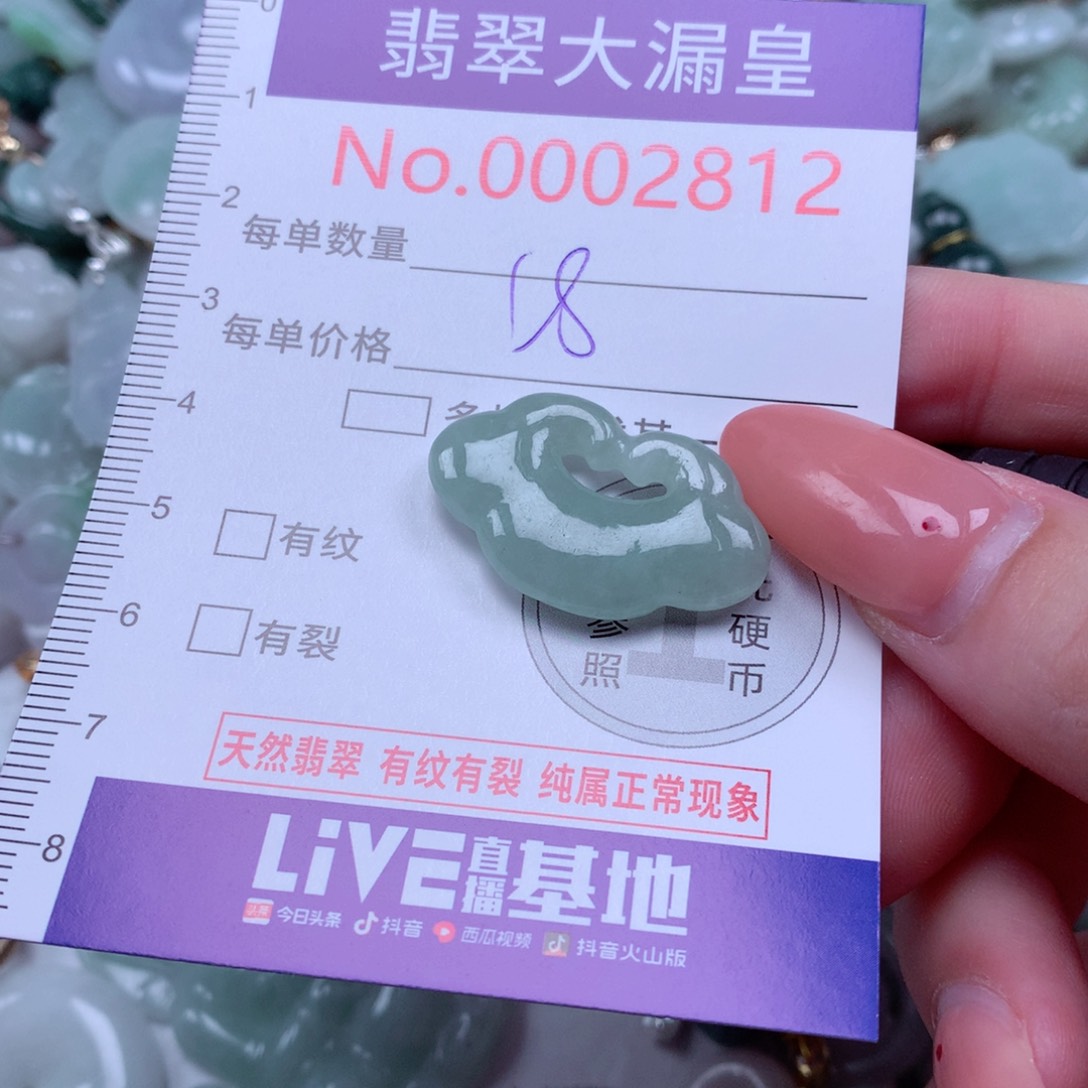 0
1
2
3
4
5
6
7
8
翡翠大漏皇
No.0002812
每单数量
18
每单价格
有纹
有裂
参照
硬币
天然翡翠 有纹有裂 纯属正常现象
LiVE直播基地
头条 今日头条 抖音 西瓜视频 抖音火山版